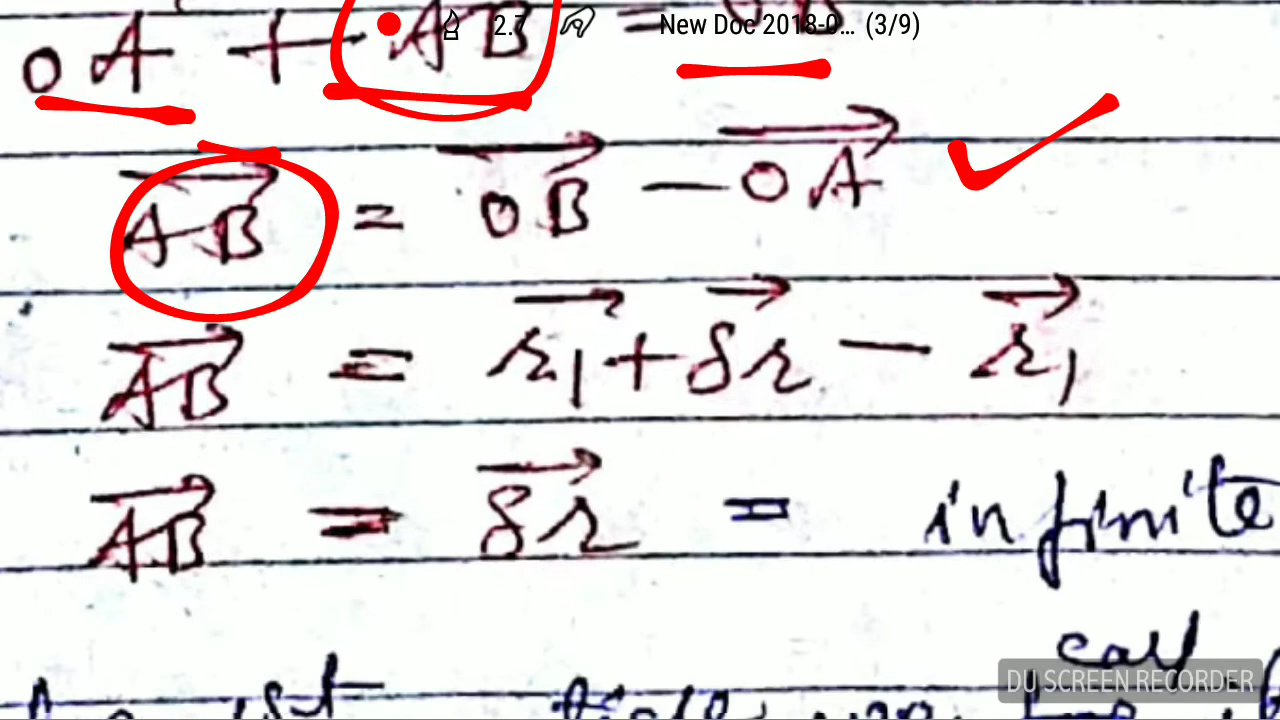 2.7 New Doc 2018-0... (3/9)
OA + AB = OB
AB = OB - OA
AB = r₁ + δr - r₁
AB = δr = infinite
call
DU SCREEN RECORDER